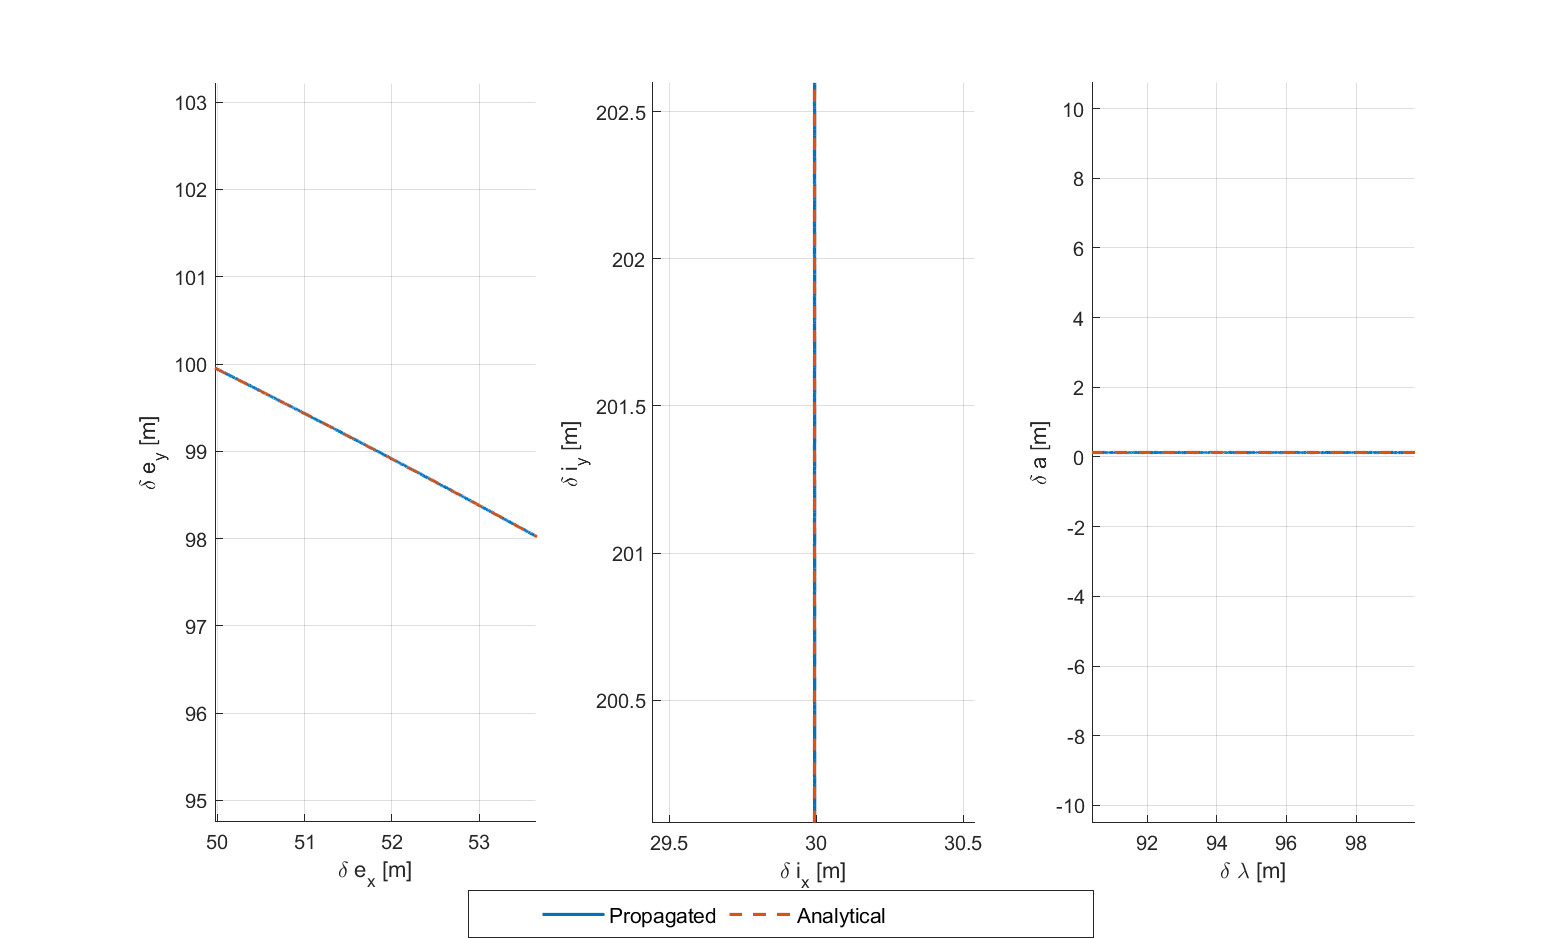 103
102
101
100
99
98
97
96
95
50 51 52 53
δ e_y [m]
δ e_x [m]
202.5
202
201.5
201
200.5
29.5 30 30.5
δ i_y [m]
δ i_x [m]
10
8
6
4
2
0
-2
-4
-6
-8
-10
92 94 96 98
δ a [m]
δ λ [m]
Propagated Analytical